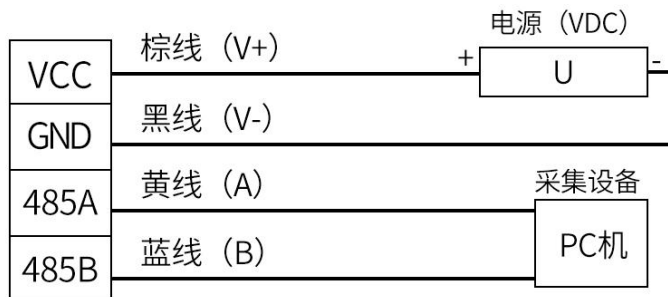 电源（VDC）
棕线（V+）
+
U
-
VCC
黑线（V-）
GND
黄线（A）
采集设备
485A
PC机
蓝线（B）
485B